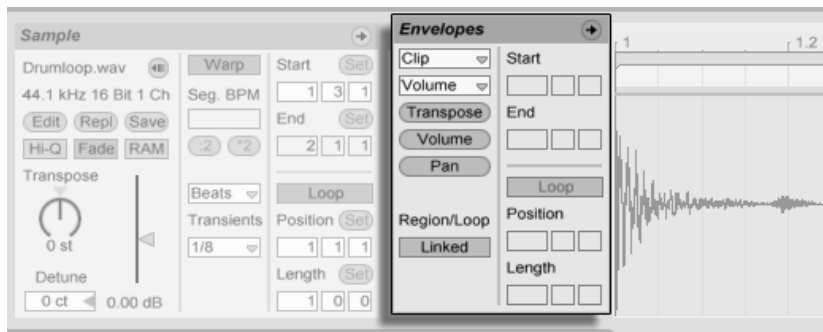 Sample
Drumloop.wav
44.1 kHz 16 Bit 1 Ch
Edit Repl Save
Hi-Q Fade RAM
Transpose
0 st
Detune
0 ct 0.00 dB
Warp
Seg. BPM
:2 *2
Beats
Transients
1/8
Start Set
1 3 1
End Set
2 1 1
Loop
Position Set
1 1 1
Length Set
1 0 0
Envelopes
Clip
Volume
Transpose
Volume
Pan
Region/Loop
Linked
Start
End
Loop
Position
Length
1 1.2